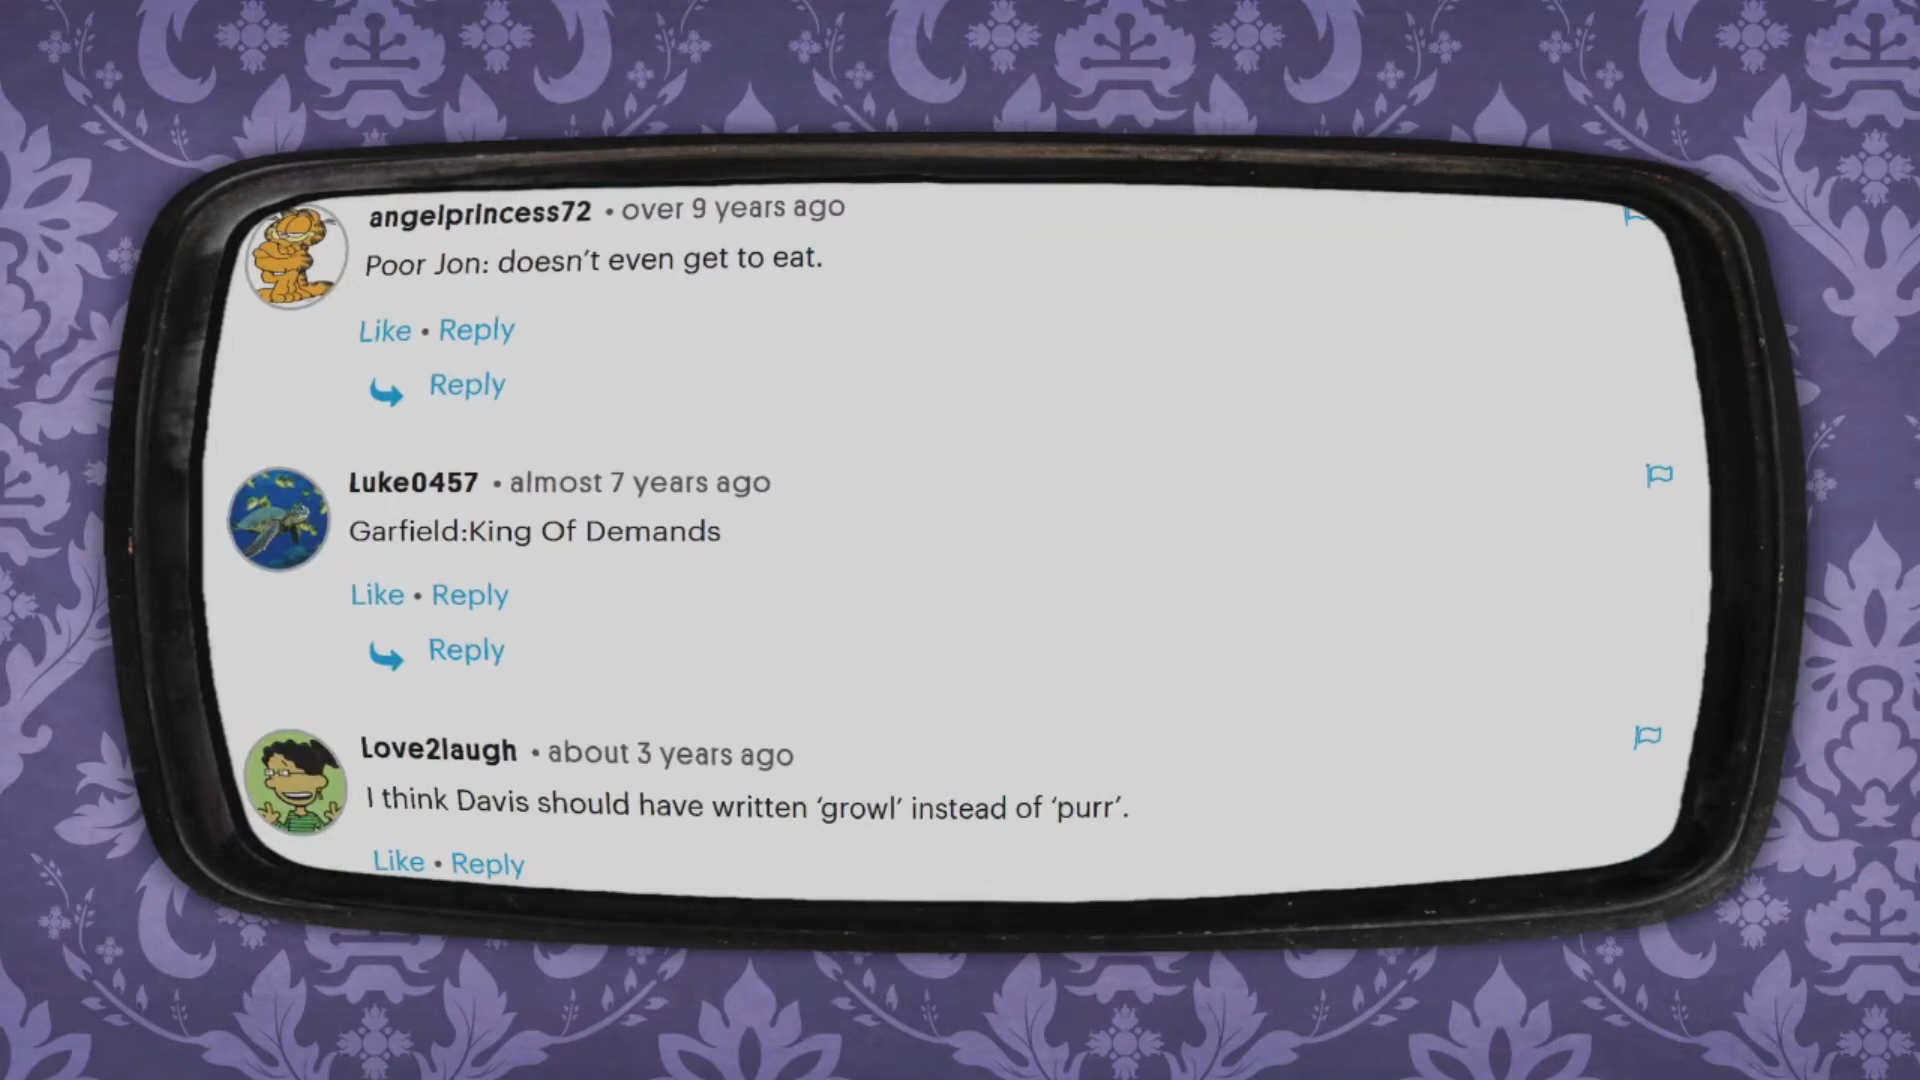 angelprincess72 • over 9 years ago
Poor Jon: doesn’t even get to eat.
Like • Reply
Reply
Luke0457 • almost 7 years ago
Garfield:King Of Demands
Like • Reply
Reply
Love2laugh • about 3 years ago
I think Davis should have written ‘growl’ instead of ‘purr’.
Like • Reply